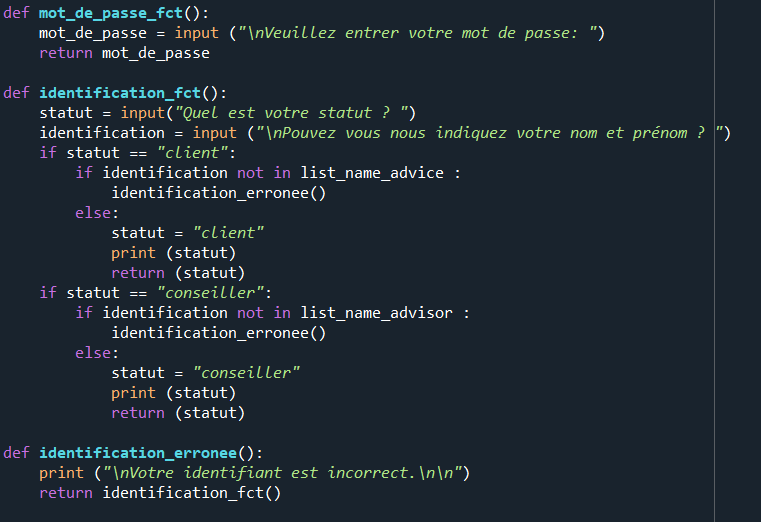 def mot_de_passe_fct():
    mot_de_passe = input ("\nVeuillez entrer votre mot de passe: ")
    return mot_de_passe

def identification_fct():
    statut = input("Quel est votre statut ? ")
    identification = input ("\nPouvez vous nous indiquez votre nom et prénom ? ")
    if statut == "client":
        if identification not in list_name_advice :
            identification_erronee()
        else:
            statut = "client"
            print (statut)
            return (statut)
    if statut == "conseiller":
        if identification not in list_name_advisor :
            identification_erronee()
        else:
            statut = "conseiller"
            print (statut)
            return (statut)

def identification_erronee():
    print ("\nVotre identifiant est incorrect.\n\n")
    return identification_fct()